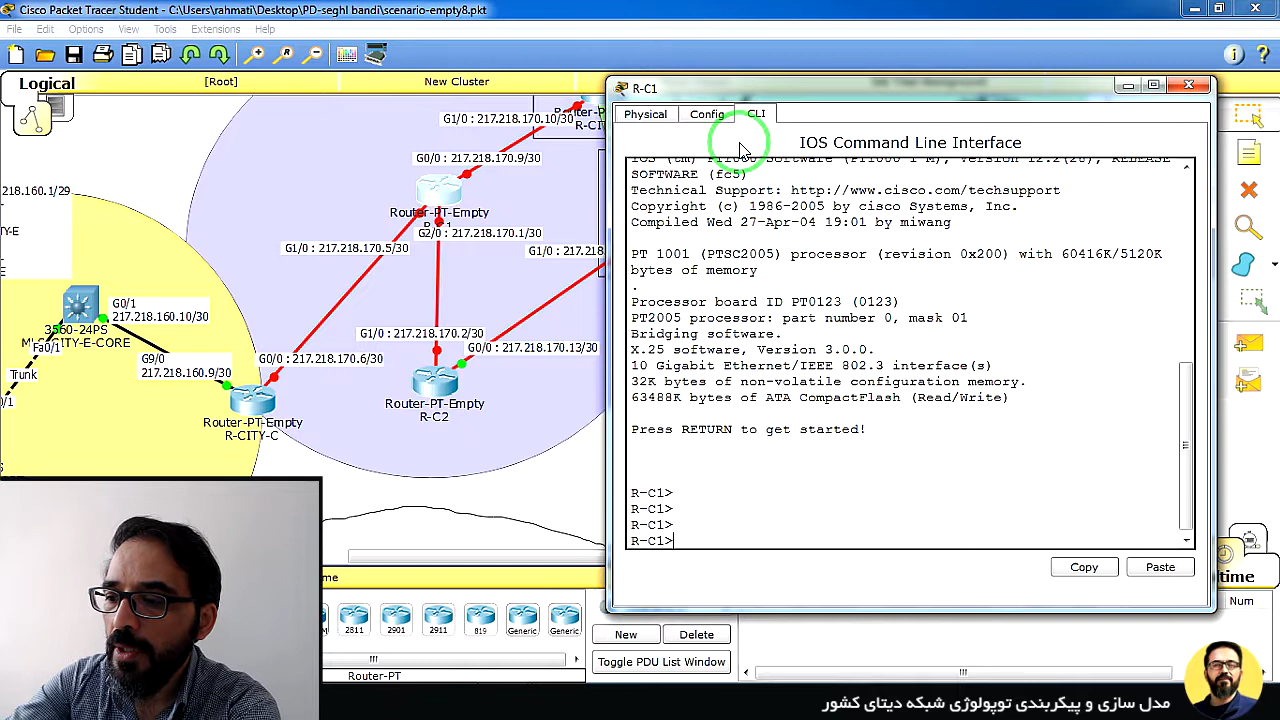 Cisco Packet Tracer Student - C:\Users\rahmati\Desktop\PD-seghl bandi\scenario-empty8.pkt
File Edit Options View Tools Extensions Help
Logical
[Root]
New Cluster
R-C1
Physical Config CLI
IOS Command Line Interface
SOFTWARE (fc5)
Technical Support: http://www.cisco.com/techsupport
Copyright (c) 1986-2005 by cisco Systems, Inc.
Compiled Wed 27-Apr-04 19:01 by miwang
PT 1001 (PTSC2005) processor (revision 0x200) with 60416K/5120K
bytes of memory
.
Processor board ID PT0123 (0123)
PT2005 processor: part number 0, mask 01
Bridging software.
X.25 software, Version 3.0.0.
10 Gigabit Ethernet/IEEE 802.3 interface(s)
32K bytes of non-volatile configuration memory.
63488K bytes of ATA CompactFlash (Read/Write)
Press RETURN to get started!
R-C1>
R-C1>
R-C1>
R-C1>
Copy Paste
G1/0 : 217.218.170.10/30
G0/0 : 217.218.170.9/30
Router-PT-Empty
G2/0 : 217.218.170.1/30
G1/0 : 217.218.170.5/30
G1/0 : 217.218
218.160.1/29
G0/1
217.218.160.10/30
3560-24PS
CITY-E-CORE
Fa0/1
Trunk
0/1
G9/0
217.218.160.9/30
G0/0 : 217.218.170.6/30
Router-PT-Empty
R-CITY-C
G1/0 : 217.218.170.2/30
G0/0 : 217.218.170.13/30
Router-PT-Empty
R-C2
2811 2901 2911 819 Generic Generic
Router-PT
New Delete
Toggle PDU List Window
Num
مدل سازی و پیکربندی توپولوژی شبکه دیتای کشور